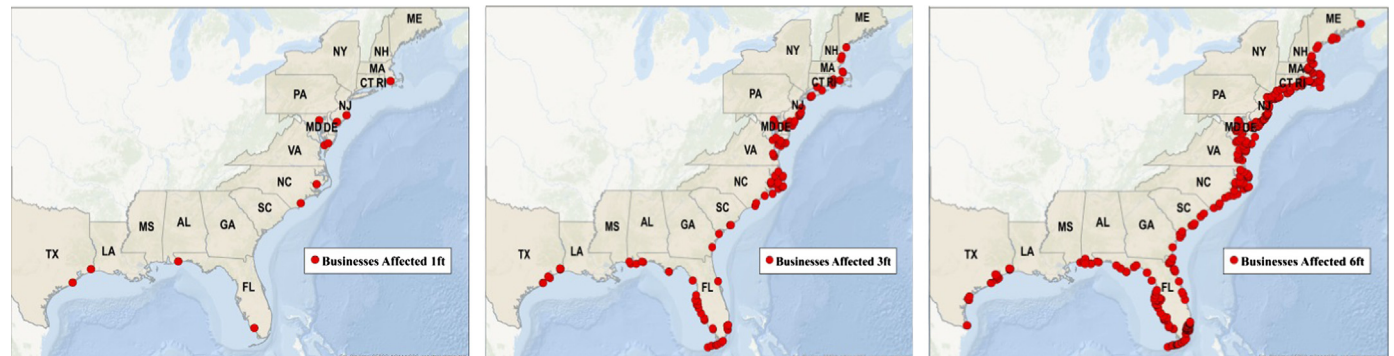 ME
NY
NH
MA
CT RI
PA
NJ
MD DE
VA
NC
SC
MS
AL
GA
TX
LA
FL
Businesses Affected 1ft
ME
NY
NH
MA
CT RI
PA
NJ
MD DE
VA
NC
SC
MS
AL
GA
TX
LA
FL
Businesses Affected 3ft
ME
NY
NH
MA
CT RI
PA
NJ
MD DE
VA
NC
SC
MS
AL
GA
TX
LA
FL
Businesses Affected 6ft